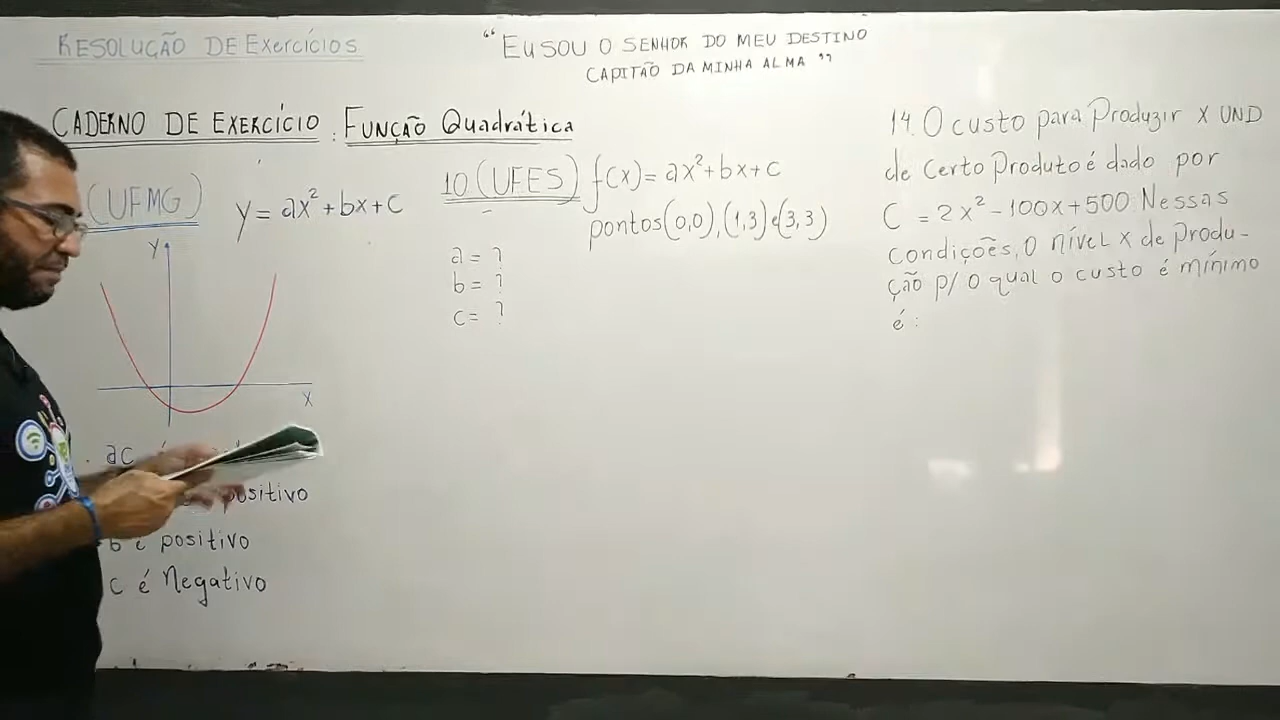 RESOLUÇÃO DE EXERCÍCIOS
"EU SOU O SENHOR DO MEU DESTINO
CAPITÃO DA MINHA ALMA"
CADERNO DE EXERCÍCIO: FUNÇÃO Quadrática
(UFMG) y = ax² + bx + c
Y
X
ac é
positivo
b é positivo
c é Negativo
10 (UFES) f(x) = ax² + bx + c
pontos (0,0), (1,3) e (3,3)
a = ?
b = ?
c = ?
14. O custo para Produzir x UND
de Certo Produto é dado por
C = 2x² - 100x + 500 Nessas
condições, O nível x de produ-
ção p/ o qual o custo é mínimo
é: